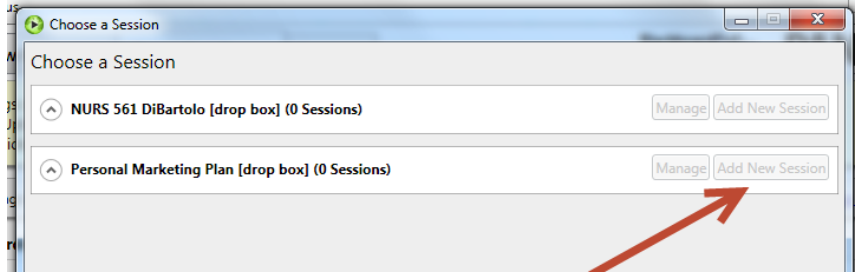 Choose a Session
Choose a Session
NURS 561 DiBartolo [drop box] (0 Sessions) Manage Add New Session
Personal Marketing Plan [drop box] (0 Sessions) Manage Add New Session